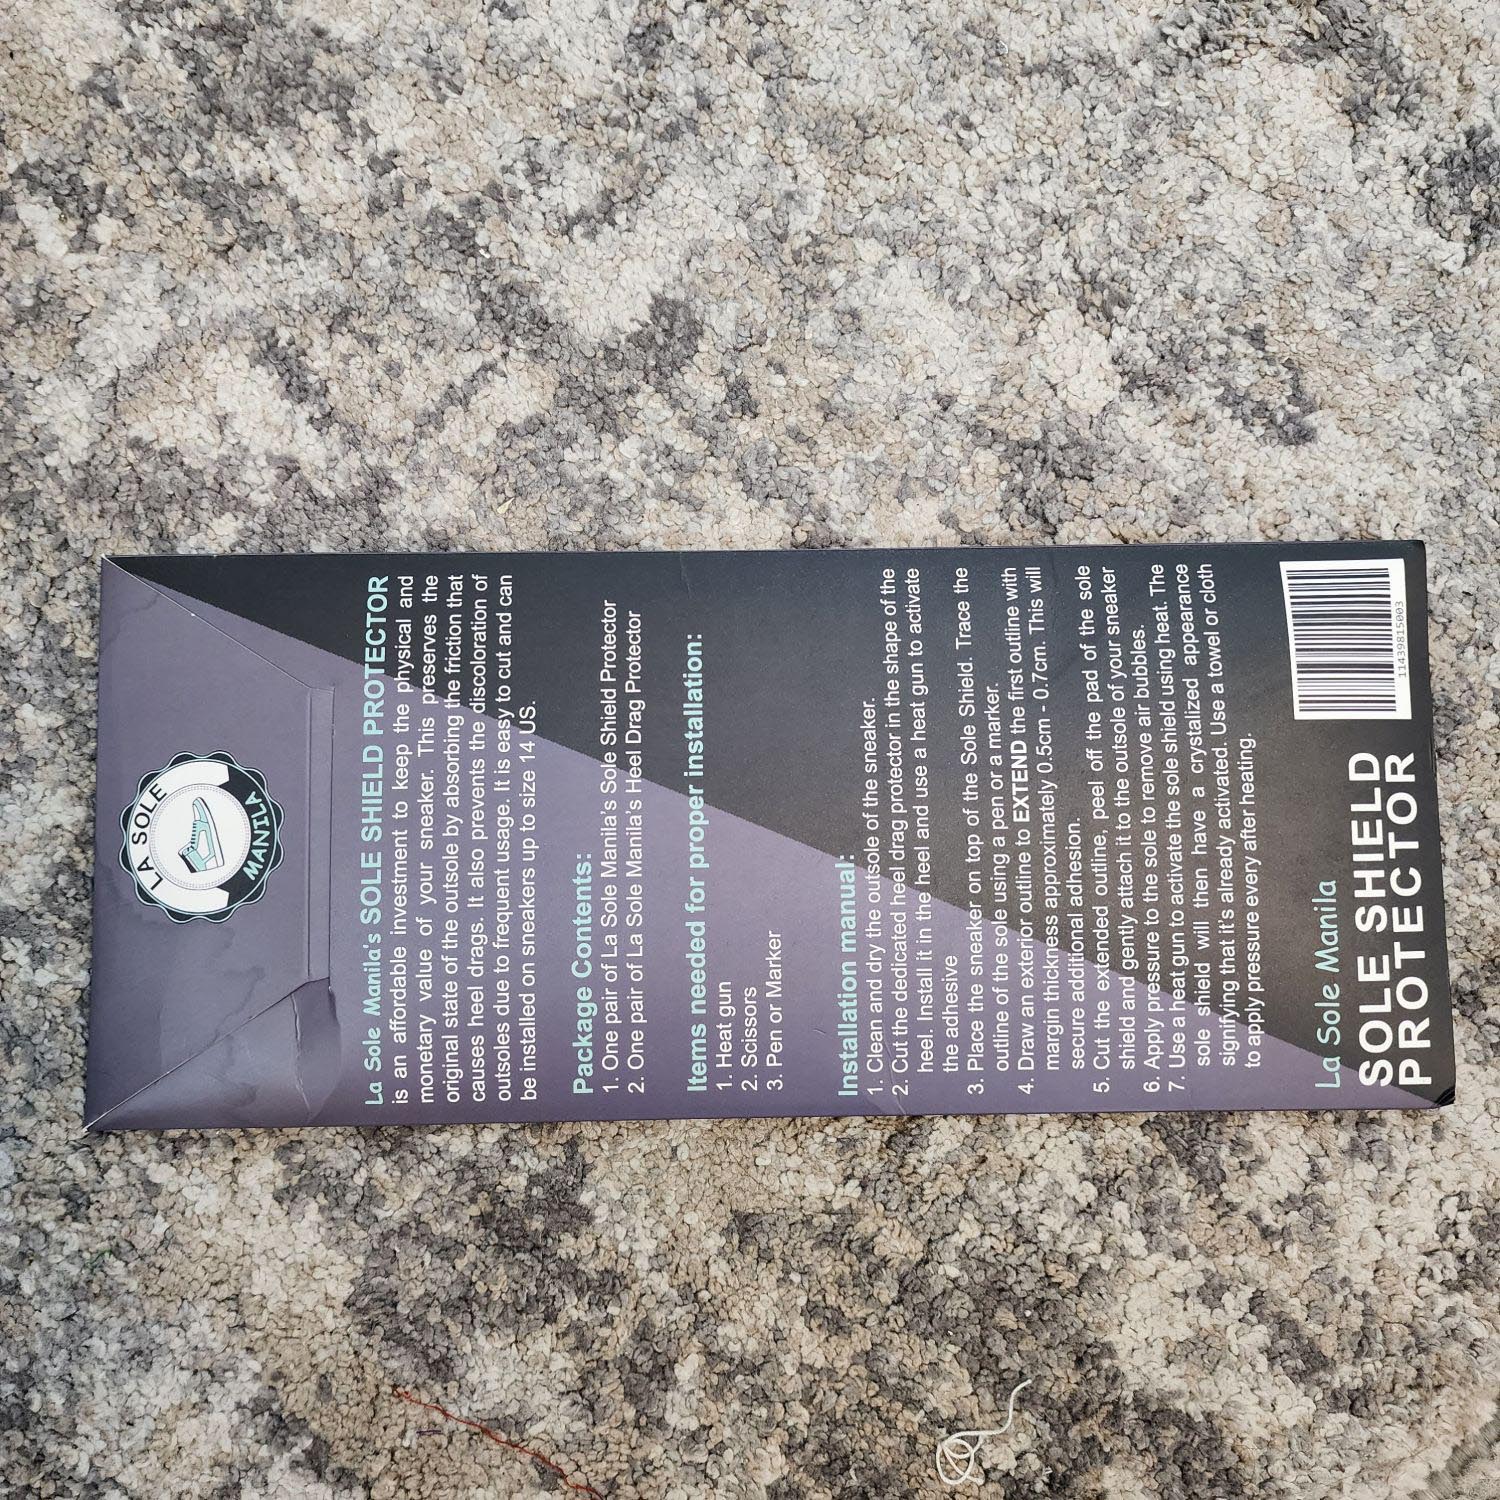 LA SOLE
MANILA
La Sole Manila's SOLE SHIELD PROTECTOR
is an affordable investment to keep the physical and
monetary value of your sneaker. This preserves the
original state of the outsole by absorbing the friction that
causes heel drags. It also prevents the discoloration of
outsoles due to frequent usage. It is easy to cut and can
be installed on sneakers up to size 14 US.
Package Contents:
1. One pair of La Sole Manila's Sole Shield Protector
2. One pair of La Sole Manila's Heel Drag Protector
Items needed for proper installation:
1. Heat gun
2. Scissors
3. Pen or Marker
Installation manual:
1. Clean and dry the outsole of the sneaker.
2. Cut the dedicated heel drag protector in the shape of the
heel. Install it in the heel and use a heat gun to activate
the adhesive
3. Place the sneaker on top of the Sole Shield. Trace the
outline of the sole using a pen or a marker.
4. Draw an exterior outline to EXTEND the first outline with
margin thickness approximately 0.5cm - 0.7cm. This will
secure additional adhesion.
5. Cut the extended outline, peel off the pad of the sole
shield and gently attach it to the outsole of your sneaker
6. Apply pressure to the sole to remove air bubbles.
7. Use a heat gun to activate the sole shield using heat. The
sole shield will then have a crystalized appearance
signifying that it's already activated. Use a towel or cloth
to apply pressure every after heating.
La Sole Manila
SOLE SHIELD
PROTECTOR
11439815003